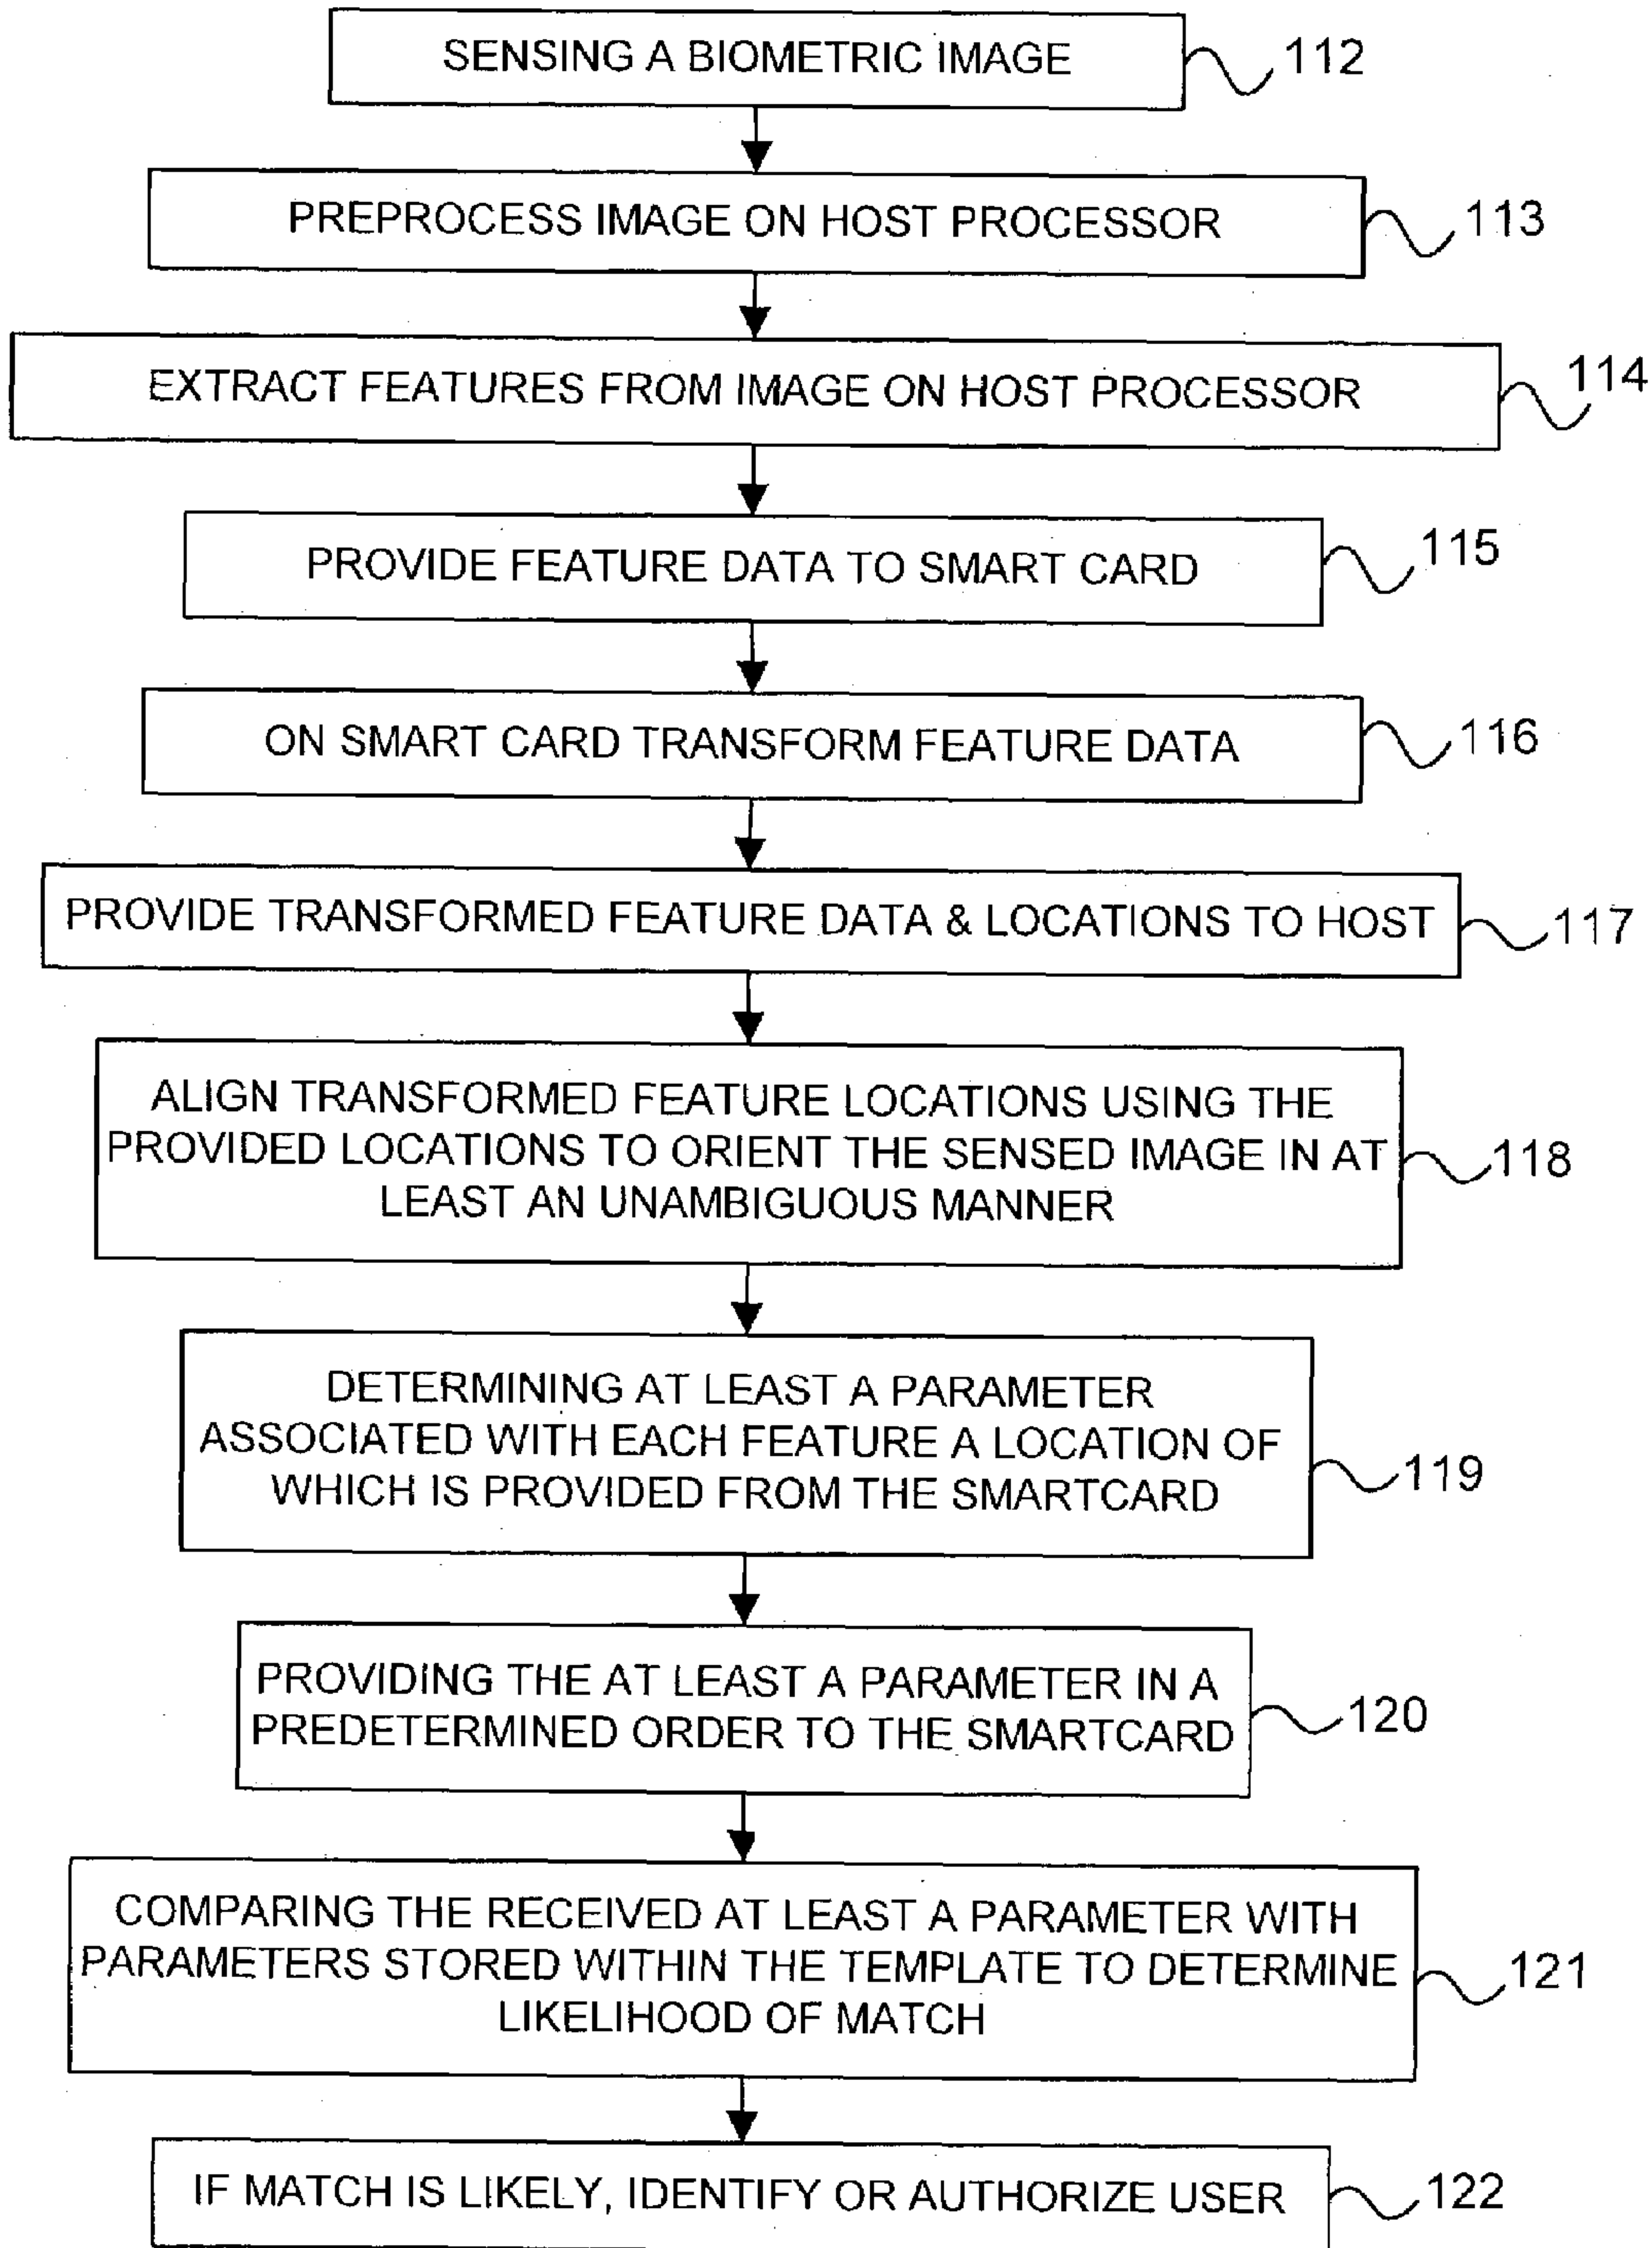 SENSING A BIOMETRIC IMAGE
112
PREPROCESS IMAGE ON HOST PROCESSOR
113
EXTRACT FEATURES FROM IMAGE ON HOST PROCESSOR
114
PROVIDE FEATURE DATA TO SMART CARD
115
ON SMART CARD TRANSFORM FEATURE DATA
116
PROVIDE TRANSFORMED FEATURE DATA & LOCATIONS TO HOST
117
ALIGN TRANSFORMED FEATURE LOCATIONS USING THE
PROVIDED LOCATIONS TO ORIENT THE SENSED IMAGE IN AT
LEAST AN UNAMBIGUOUS MANNER
118
DETERMINING AT LEAST A PARAMETER
ASSOCIATED WITH EACH FEATURE A LOCATION OF
WHICH IS PROVIDED FROM THE SMARTCARD
119
PROVIDING THE AT LEAST A PARAMETER IN A
PREDETERMINED ORDER TO THE SMARTCARD
120
COMPARING THE RECEIVED AT LEAST A PARAMETER WITH
PARAMETERS STORED WITHIN THE TEMPLATE TO DETERMINE
LIKELIHOOD OF MATCH
121
IF MATCH IS LIKELY, IDENTIFY OR AUTHORIZE USER
122